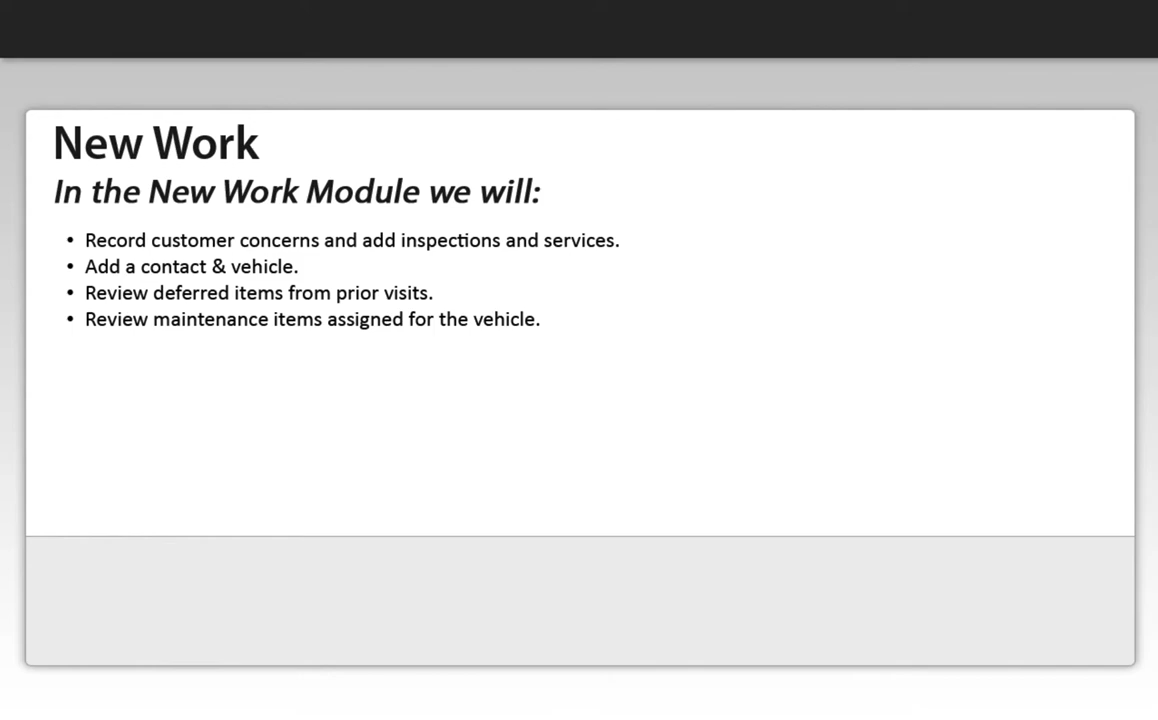 New Work
In the New Work Module we will:
• Record customer concerns and add inspections and services.
• Add a contact & vehicle.
• Review deferred items from prior visits.
• Review maintenance items assigned for the vehicle.